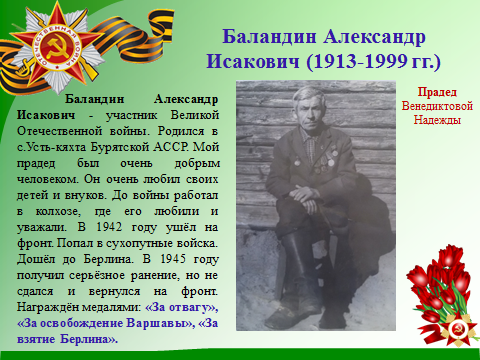 Баландин Александр
Исакович (1913-1999 гг.)
Прадед
Венедиктовой
Надежды
Баландин Александр
Исакович - участник Великой
Отечественной войны. Родился в
с.Усть-кяхта Бурятской АССР. Мой
прадед был очень добрым
человеком. Он очень любил своих
детей и внуков. До войны работал
в колхозе, где его любили и
уважали. В 1942 году ушёл на
фронт. Попал в сухопутные войска.
Дошёл до Берлина. В 1945 году
получил серьёзное ранение, но не
сдался и вернулся на фронт.
Награждён медалями: «За отвагу»,
«За освобождение Варшавы», «За
взятие Берлина».